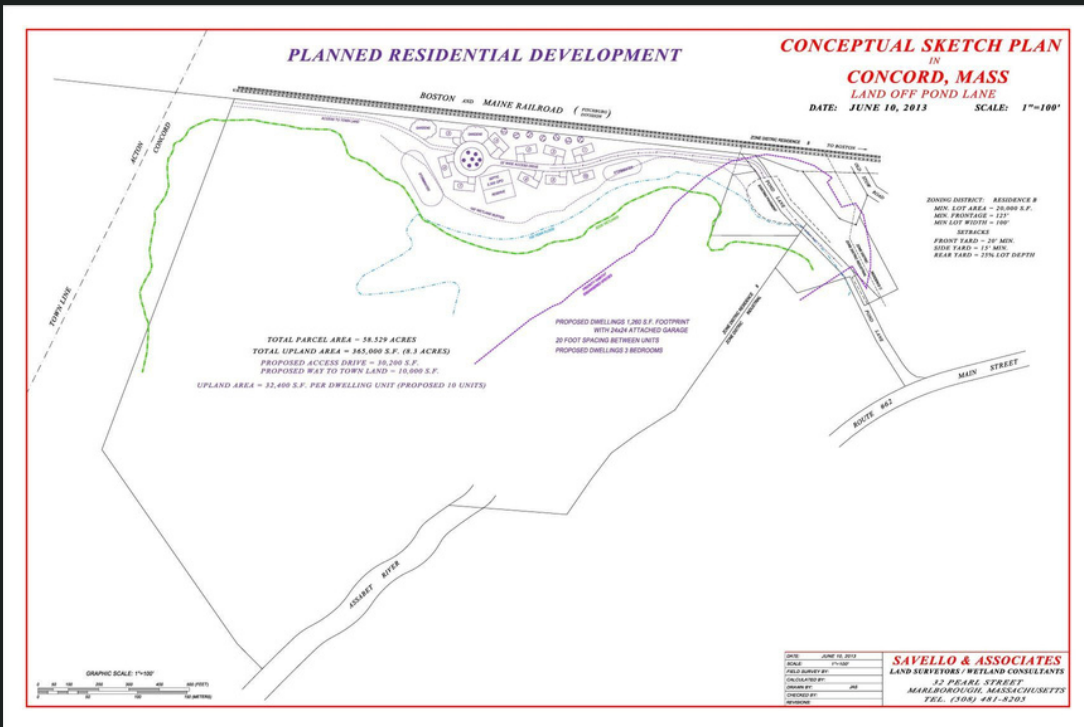 PLANNED RESIDENTIAL DEVELOPMENT
CONCEPTUAL SKETCH PLAN
IN
CONCORD, MASS
LAND OFF POND LANE
DATE: JUNE 10, 2013 SCALE: 1"=100'
BOSTON AND MAINE RAILROAD (FITCHBURG DIVISION)
TO BOSTON
ACTON
CONCORD
TOWN LINE
POND LANE
ZONING DISTRICT: RESIDENCE B
MIN. LOT AREA = 20,000 S.F.
MIN. FRONTAGE = 125'
MIN LOT WIDTH = 100'
SETBACKS
FRONT YARD = 20' MIN.
SIDE YARD = 15' MIN.
REAR YARD = 25% LOT DEPTH
PROPOSED DWELLINGS 1,260 S.F. FOOTPRINT
WITH 24x24 ATTACHED GARAGE
20 FOOT SPACING BETWEEN UNITS
PROPOSED DWELLINGS 3 BEDROOMS
TOTAL PARCEL AREA = 58.529 ACRES
TOTAL UPLAND AREA = 365,000 S.F. (8.3 ACRES)
PROPOSED ACCESS DRIVE = 30,200 S.F.
PROPOSED WAY TO TOWN LAND = 10,000 S.F.
UPLAND AREA = 32,400 S.F. PER DWELLING UNIT (PROPOSED 10 UNITS)
POND LANE
MAIN STREET
ROUTE #62
ASSABET RIVER
GRAPHIC SCALE: 1"=100'
DATE: JUNE 10, 2013
SCALE: 1"=100'
FIELD SURVEY BY:
CALCULATED BY:
DRAWN BY:
CHECKED BY:
REVISIONS
SAVELLO & ASSOCIATES
LAND SURVEYORS / WETLAND CONSULTANTS
32 PEARL STREET
MARLBOROUGH, MASSACHUSETTS
TEL. (508) 481-8203